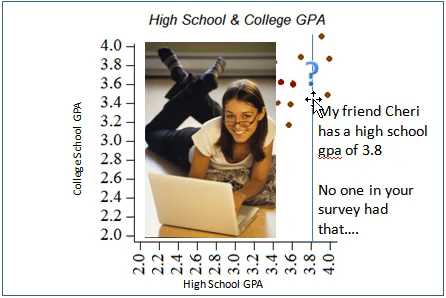 High School & College GPA
4.0
3.8
3.6
3.4
3.2
3.0
2.8
2.6
2.4
2.2
2.0
College School GPA
?
My friend Cheri
has a high school
gpa of 3.8
No one in your
survey had
that....
2.0 2.2 2.4 2.6 2.8 3.0 3.2 3.4 3.6 3.8 4.0
High School GPA